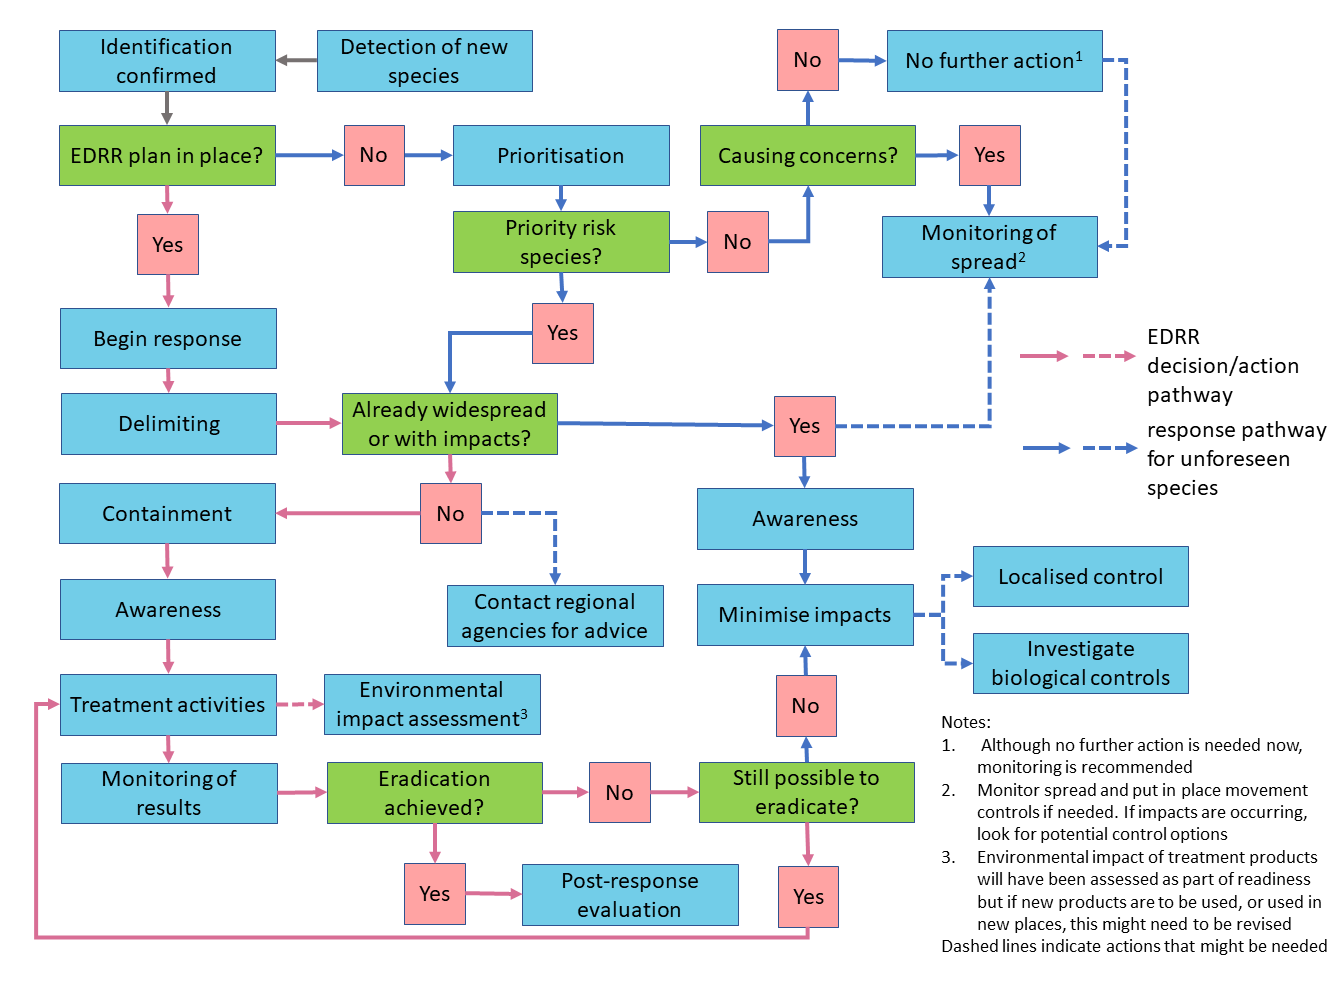 Identification
confirmed
Detection of new
species
No
No further action1
EDRR plan in place?
No
Prioritisation
Causing concerns?
Yes
Yes
Priority risk
species?
No
Monitoring of
spread2
Begin response
Yes
EDRR
decision/action
pathway
Delimiting
Already widespread
or with impacts?
Yes
response pathway
for unforeseen
species
Containment
No
Awareness
Awareness
Contact regional
agencies for advice
Minimise impacts
Localised control
Investigate
biological controls
Treatment activities
Environmental
impact assessment3
No
Monitoring of
results
Eradication
achieved?
No
Still possible to
eradicate?
Yes
Post-response
evaluation
Yes
Notes:
1. Although no further action is needed now,
monitoring is recommended
2. Monitor spread and put in place movement
controls if needed. If impacts are occurring,
look for potential control options
3. Environmental impact of treatment products
will have been assessed as part of readiness
but if new products are to be used, or used in
new places, this might need to be revised
Dashed lines indicate actions that might be needed